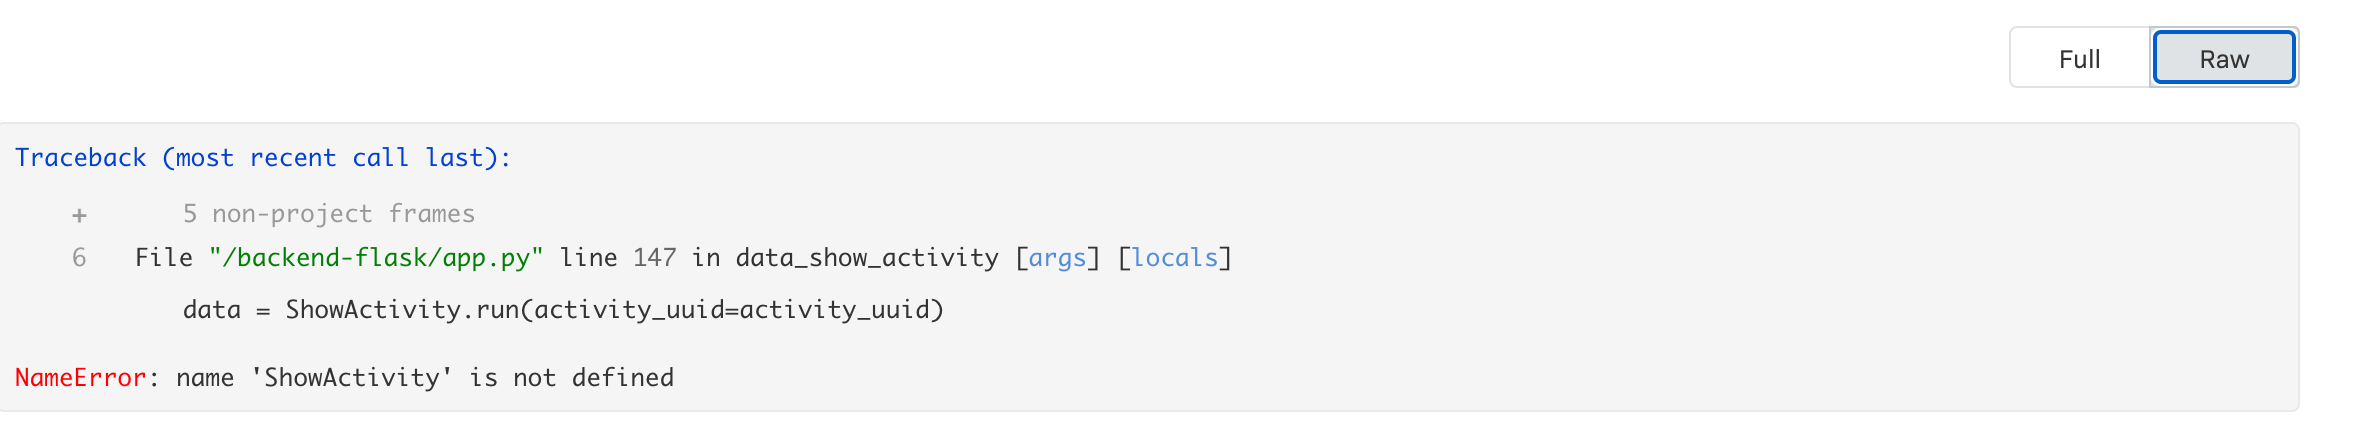 Full Raw
Traceback (most recent call last):
+ 5 non-project frames
6 File "/backend-flask/app.py" line 147 in data_show_activity [args] [locals]
data = ShowActivity.run(activity_uuid=activity_uuid)
NameError: name 'ShowActivity' is not defined